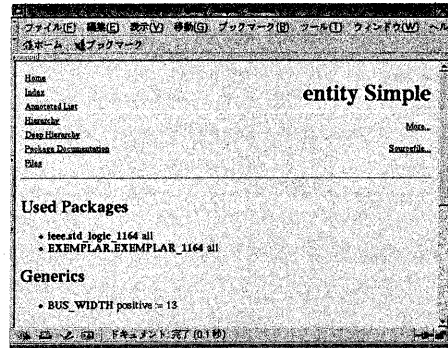 ファイル(F) 編集(E) 表示(V) 移動(G) ブックマーク(B) ツール(T) ウィンドウ(W) ヘル
ホーム ブックマーク
Home
Index
Annotated List
Hierarchy
Deep Hierarchy
Package Documentation
Files
entity Simple
More...
Sourcefile...
Used Packages
• ieee.std_logic_1164 all
• EXEMPLAR.EXEMPLAR_1164 all
Generics
• BUS_WIDTH positive := 13
ドキュメント: 完了 (0.1 秒)